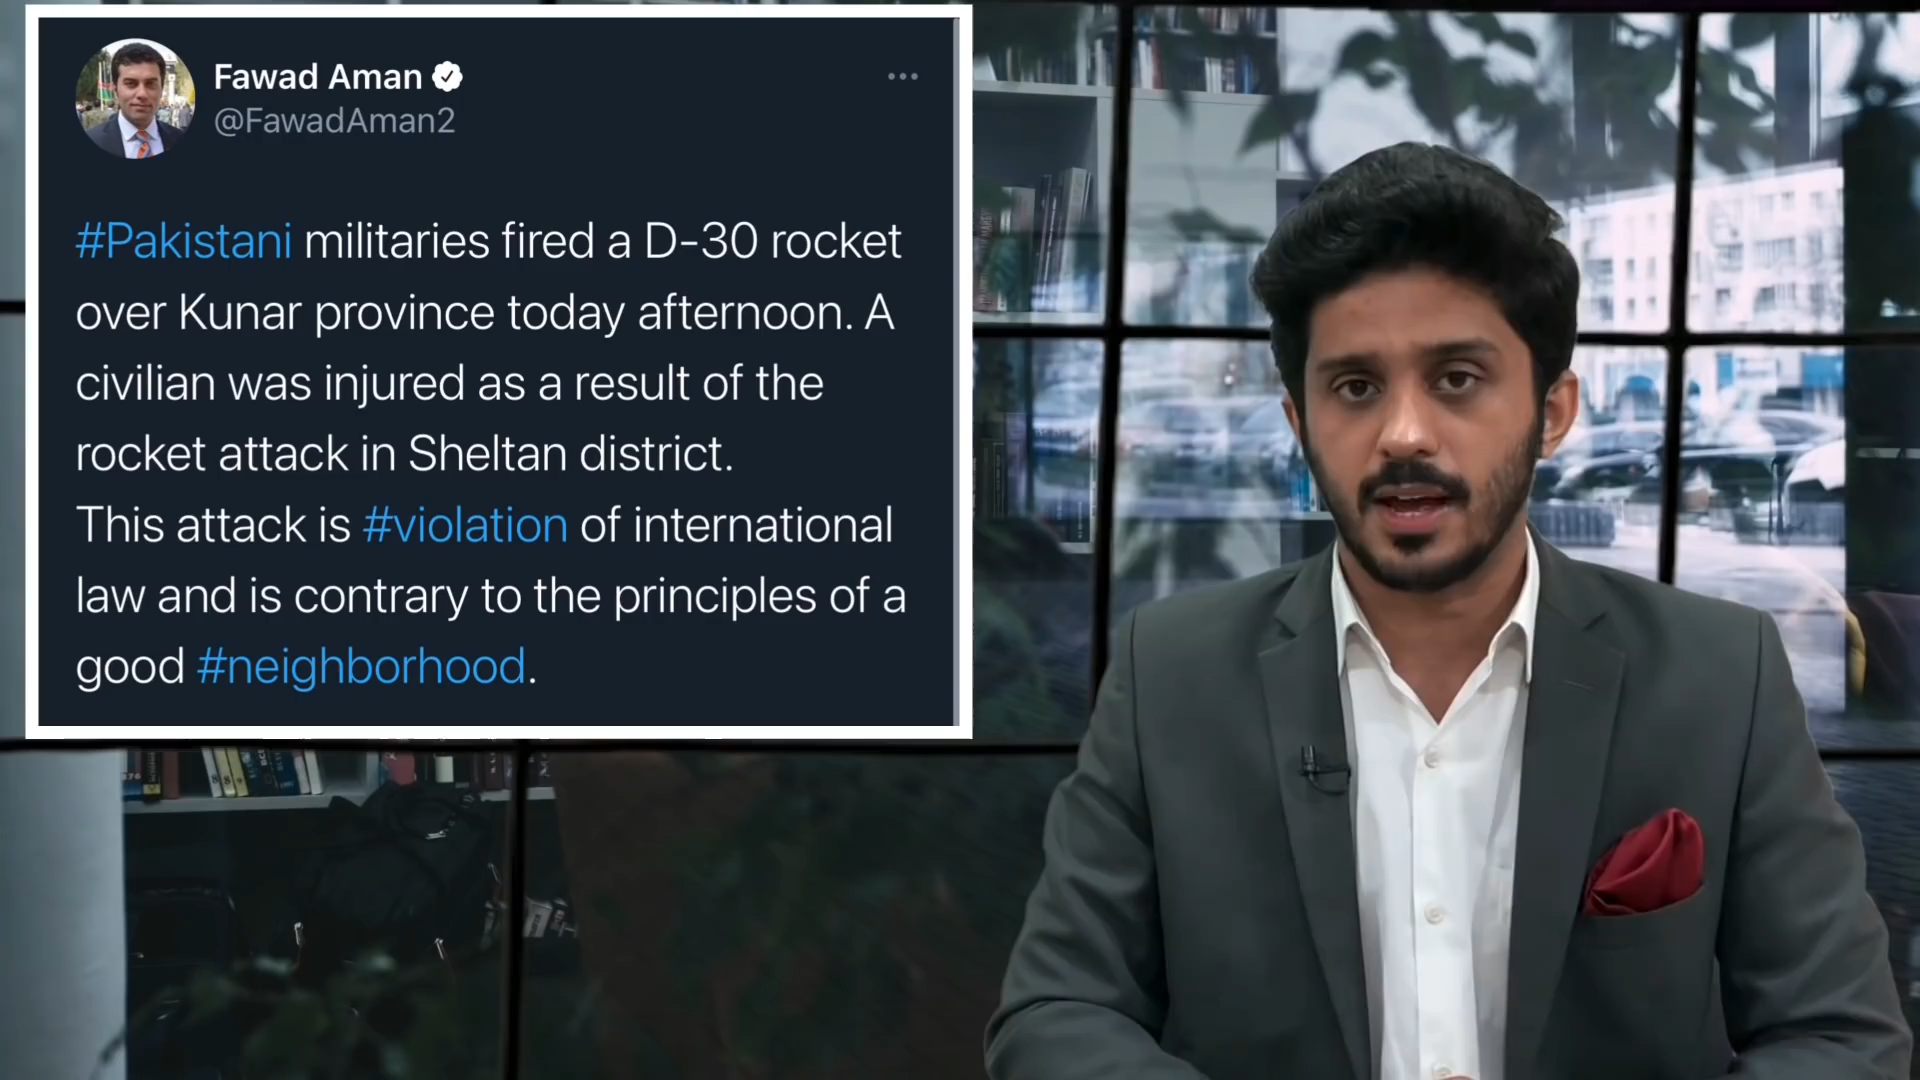 Fawad Aman
@FawadAman2
#Pakistani militaries fired a D-30 rocket
over Kunar province today afternoon. A
civilian was injured as a result of the
rocket attack in Sheltan district.
This attack is #violation of international
law and is contrary to the principles of a
good #neighborhood.